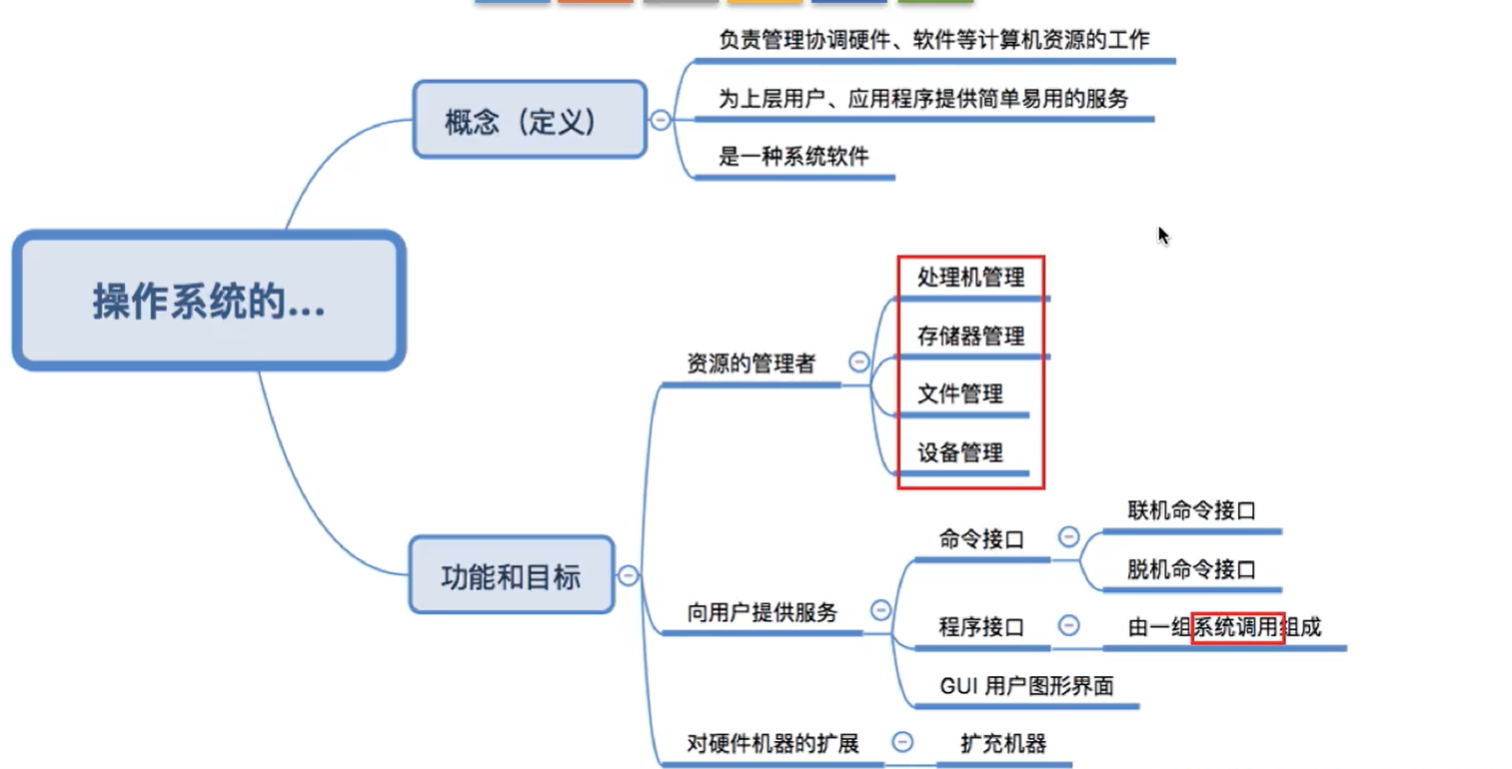 负责管理协调硬件、软件等计算机资源的工作
概念（定义）
为上层用户、应用程序提供简单易用的服务
是一种系统软件
操作系统的...
处理机管理
存储器管理
资源的管理者
文件管理
设备管理
功能和目标
联机命令接口
命令接口
脱机命令接口
向用户提供服务
程序接口
由一组系统调用组成
GUI 用户图形界面
对硬件机器的扩展
扩充机器